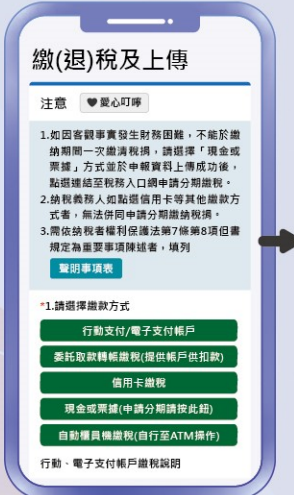 繳(退)稅及上傳
注意 ♥愛心叮嚀
1.如因客觀事實發生財務困難，不能於繳
納期間一次繳清稅捐，請選擇「現金或
票據」方式並於申報資料上傳成功後，
點選連結至稅務入口網申請分期繳稅。
2.納稅義務人如點選信用卡等其他繳款方
式者，無法併同申請分期繳納稅捐。
3.需依納稅者權利保護法第7條第8項但書
規定為重要事項陳述者，填列
聲明事項表
*1.請選擇繳款方式
行動支付/電子支付帳戶
委託取款轉帳繳稅(提供帳戶供扣款)
信用卡繳稅
現金或票據(申請分期請按此鈕)
自動櫃員機繳稅(自行至ATM操作)
行動、電子支付帳戶繳稅說明